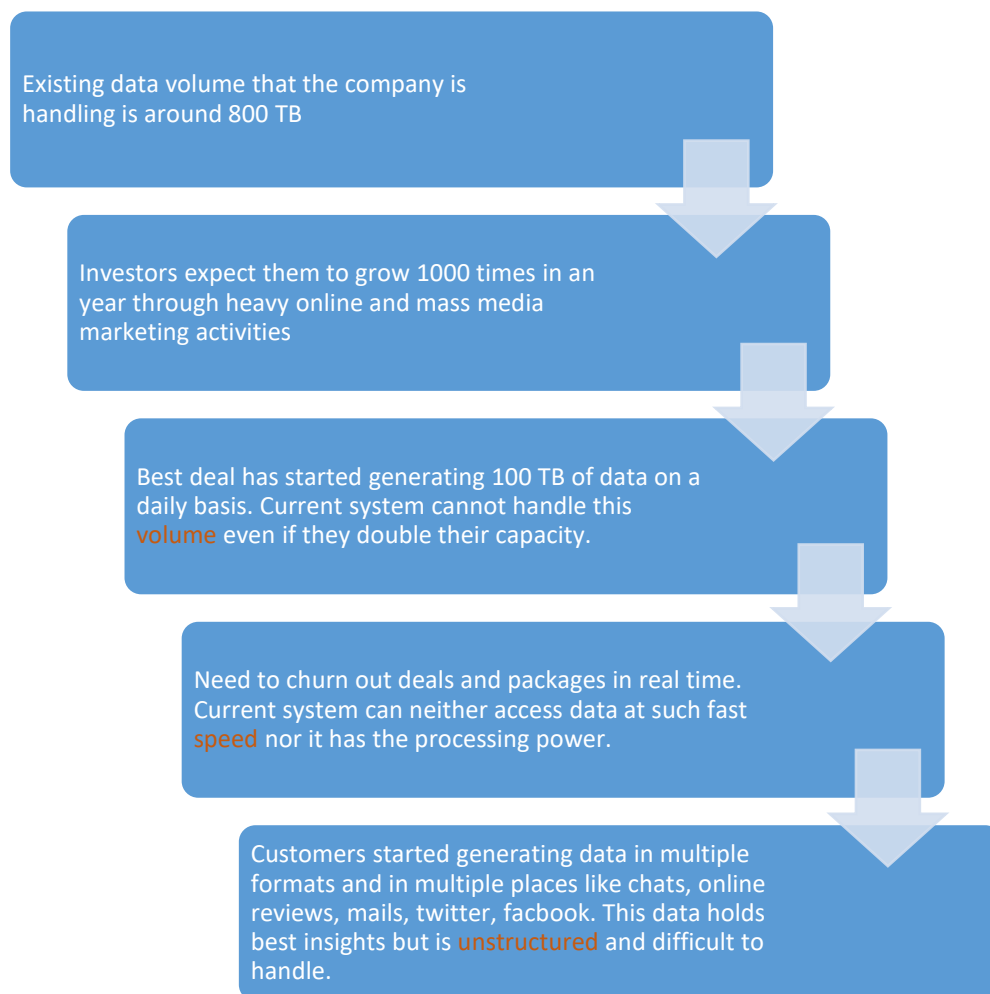 Existing data volume that the company is
handling is around 800 TB
Investors expect them to grow 1000 times in an
year through heavy online and mass media
marketing activities
Best deal has started generating 100 TB of data on a
daily basis. Current system cannot handle this
volume even if they double their capacity.
Need to churn out deals and packages in real time.
Current system can neither access data at such fast
speed nor it has the processing power.
Customers started generating data in multiple
formats and in multiple places like chats, online
reviews, mails, twitter, facbook. This data holds
best insights but is unstructured and difficult to
handle.